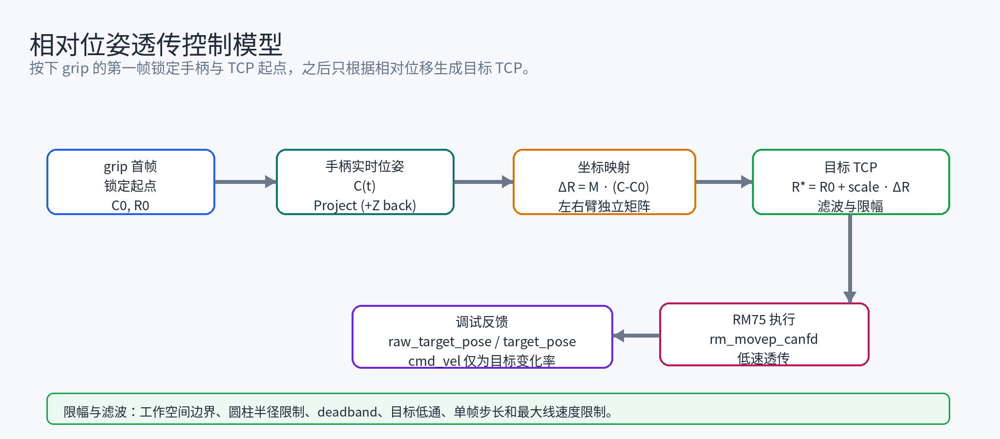 相对位姿透传控制模型
按下 grip 的第一帧锁定手柄与 TCP 起点，之后只根据相对位移生成目标 TCP。
grip 首帧
锁定起点
C0, R0
手柄实时位姿
C(t)
Project (+Z back)
坐标映射
ΔR = M · (C-C0)
左右臂独立矩阵
目标 TCP
R* = R0 + scale · ΔR
滤波与限幅
调试反馈
raw_target_pose / target_pose
cmd_vel 仅为目标变化率
RM75 执行
rm_movep_canfd
低速透传
限幅与滤波：工作空间边界、圆柱半径限制、deadband、目标低通、单帧步长和最大线速度限制。